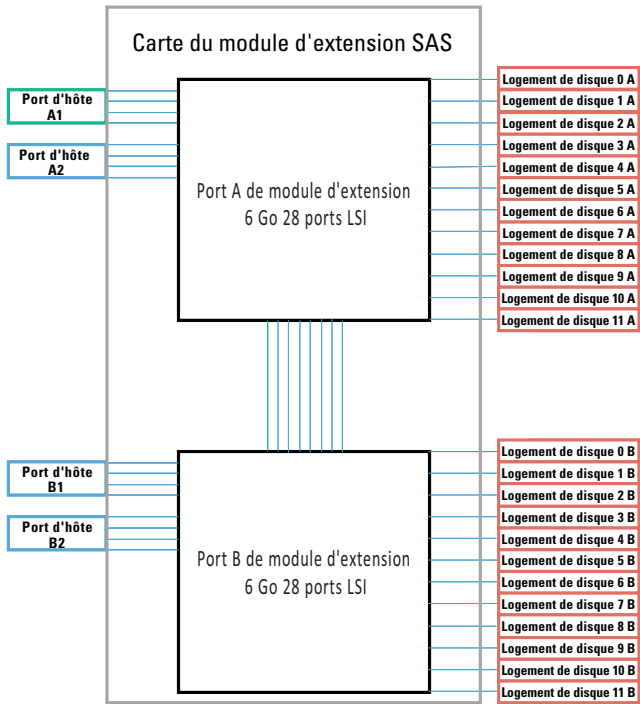 Carte du module d'extension SAS
Port d'hôte
A1
Port d'hôte
A2
Port A de module d'extension
6 Go 28 ports LSI
Logement de disque 0 A
Logement de disque 1 A
Logement de disque 2 A
Logement de disque 3 A
Logement de disque 4 A
Logement de disque 5 A
Logement de disque 6 A
Logement de disque 7 A
Logement de disque 8 A
Logement de disque 9 A
Logement de disque 10 A
Logement de disque 11 A
Port d'hôte
B1
Port d'hôte
B2
Port B de module d'extension
6 Go 28 ports LSI
Logement de disque 0 B
Logement de disque 1 B
Logement de disque 2 B
Logement de disque 3 B
Logement de disque 4 B
Logement de disque 5 B
Logement de disque 6 B
Logement de disque 7 B
Logement de disque 8 B
Logement de disque 9 B
Logement de disque 10 B
Logement de disque 11 B